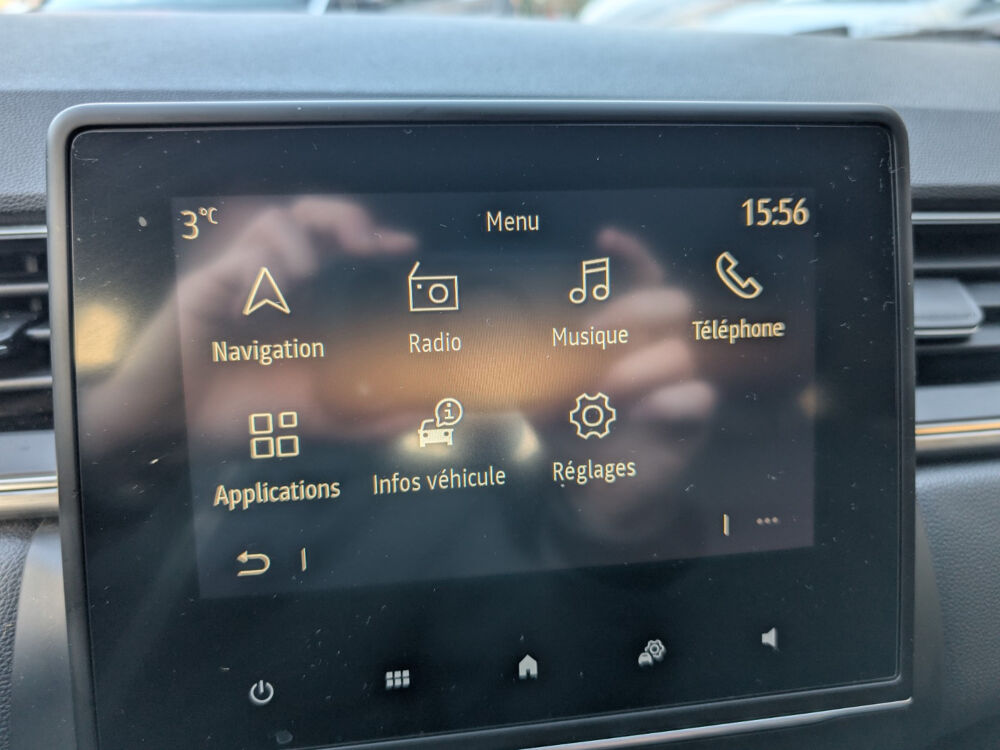 3°C
Menu
15:56
Navigation
Radio
Musique
Téléphone
Applications
Infos véhicule
Réglages